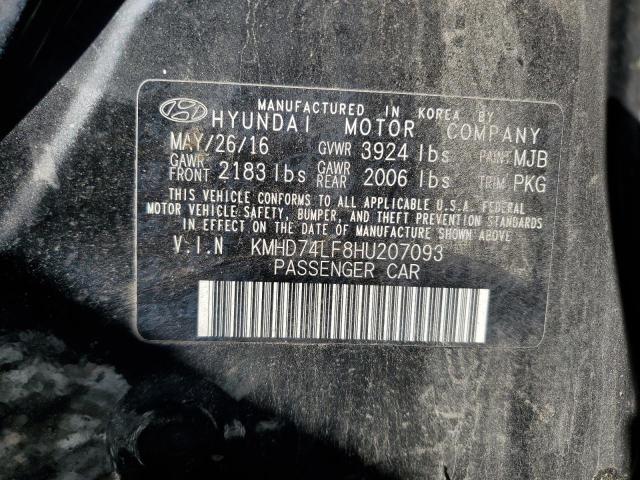 MANUFACTURED IN KOREA BY
HYUNDAI MOTOR COMPANY
MAY/26/16 GVWR 3924 lbs PAINT MJB
GAWR FRONT 2183 lbs GAWR REAR 2006 lbs TRIM PKG
THIS VEHICLE CONFORMS TO ALL APPLICABLE U.S.A. FEDERAL
MOTOR VEHICLE SAFETY, BUMPER, AND THEFT PREVENTION STANDARDS
IN EFFECT ON THE DATE OF MANUFACTURE SHOWN ABOVE.
V.I.N KMHD74LF8HU207093
PASSENGER CAR